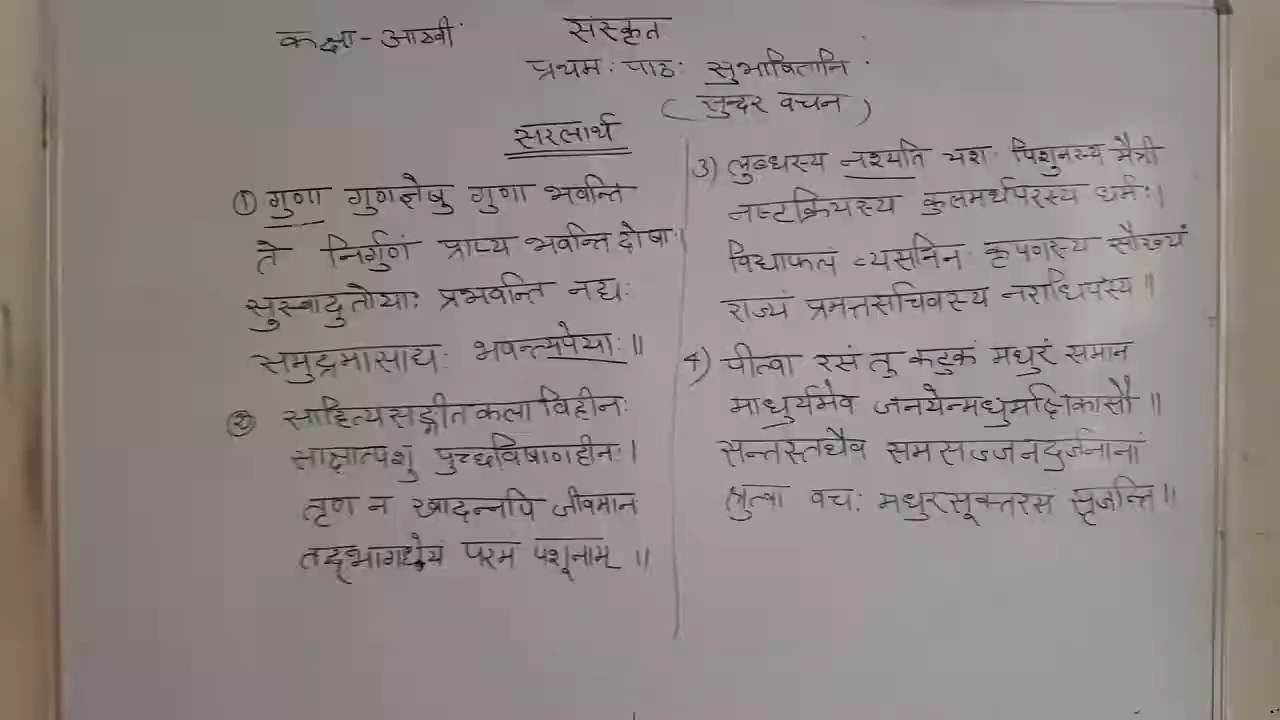 कक्षा - आठवीं
संस्कृत
प्रथमः पाठः सुभाषितानि
( सुन्दर वचन )
सरलार्थ
① गुणा गुणज्ञेषु गुणा भवन्ति
ते निर्गुणं प्राप्य भवन्ति दोषाः।
सुस्वादुतोयाः प्रभवन्ति नद्यः
समुद्रमासाद्यः भवन्त्यपेयाः॥
② साहित्यसङ्गीतकला विहीनः
साक्षात्पशु पुच्छविषाणहीनः।
तृण न खादन्नपि जीवमान
तद्भागधेयं परमं पशूनाम् ॥
3) लुब्धस्य नश्यति यशः पिशुनस्य मैत्री
नष्टक्रियस्य कुलमर्थपरस्य धर्मः।
विद्याफलं व्यसनिनः कृपणस्य सौख्यं
राज्यं प्रमत्तसचिवस्य नराधिपस्य ॥
4) पीत्वा रसं तु कटुकं मधुरं समान
माधुर्यमेव जनयेन्मधुमक्षिकासौ ॥
सन्तस्तथैव समसज्जनदुर्जनानां
श्रुत्वा वचः मधुरसूक्तरसं सृजन्ति॥